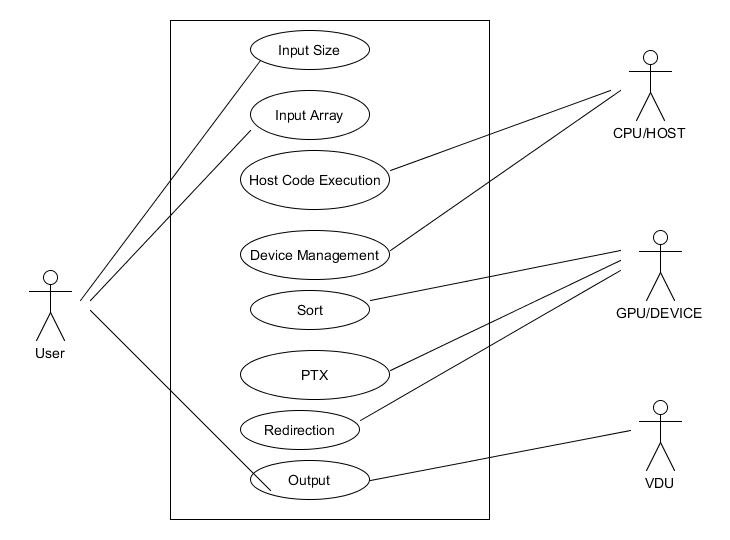 Input Size
Input Array
CPU/HOST
Host Code Execution
Device Management
Sort
GPU/DEVICE
User
PTX
Redirection
Output
VDU